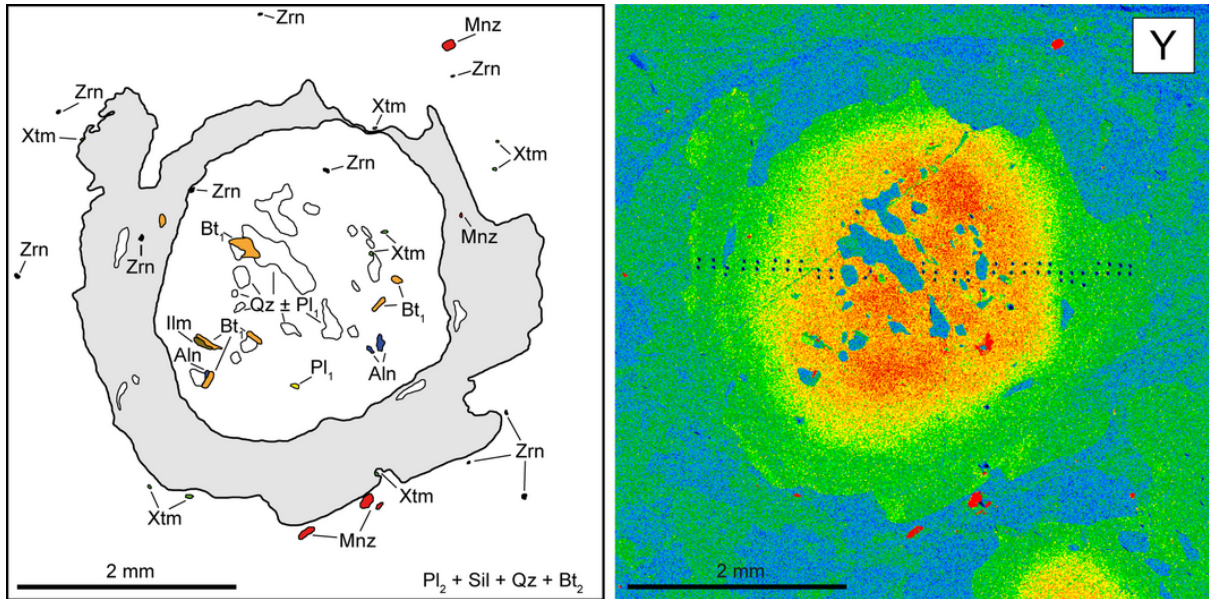 Zrn
Mnz
Zrn
Zrn
Xtm
Xtm
Xtm
Zrn
Zrn
Bt₁
Mnz
Zrn
Zrn
Xtm
Qz ± Pl₁
Bt₁
Ilm
Bt₁
Aln
Pl₁
Aln
Zrn
Xtm
Xtm
Mnz
2 mm
Pl₂ + Sil + Qz + Bt₂
Y
2 mm